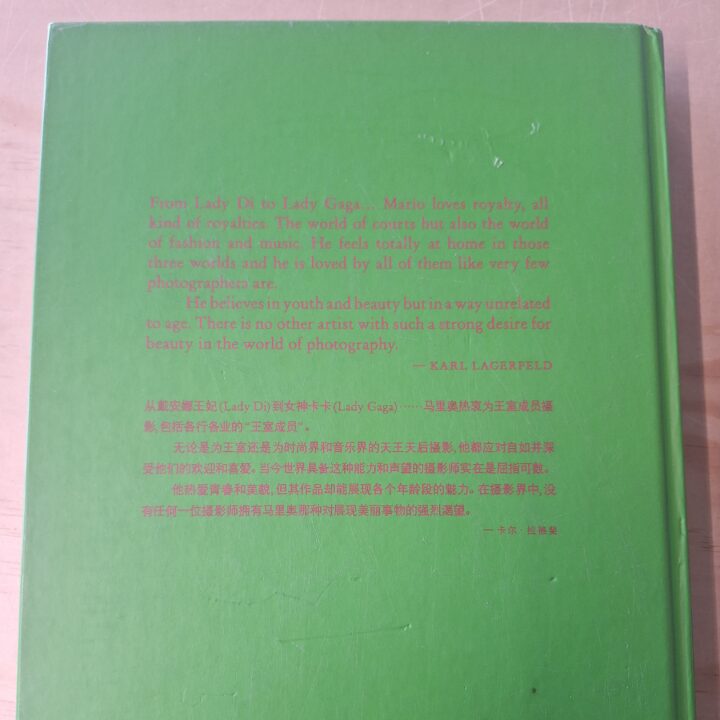 From Lady Di to Lady Gaga... Mario loves royalty, all
kind of royalties. The world of courts but also the world
of fashion and music. He feels totally at home in those
three worlds and he is loved by all of them like very few
photographers are.
He believes in youth and beauty but in a way unrelated
to age. There is no other artist with such a strong desire for
beauty in the world of photography.
— KARL LAGERFELD
从戴安娜王妃(Lady Di)到女神卡卡(Lady Gaga)……马里奥热衷为王室成员摄
影,包括各行各业的“王室成员”。
无论是为王室还是为时尚界和音乐界的天王天后摄影,他都应对自如并深
受他们的欢迎和喜爱。当今世界具备这种能力和声望的摄影师实在是屈指可数。
他热爱青春和美貌,但其作品却能展现各个年龄段的魅力。在摄影界中,没
有任何一位摄影师拥有马里奥那种对展现美丽事物的强烈渴望。
— 卡尔·拉格斐